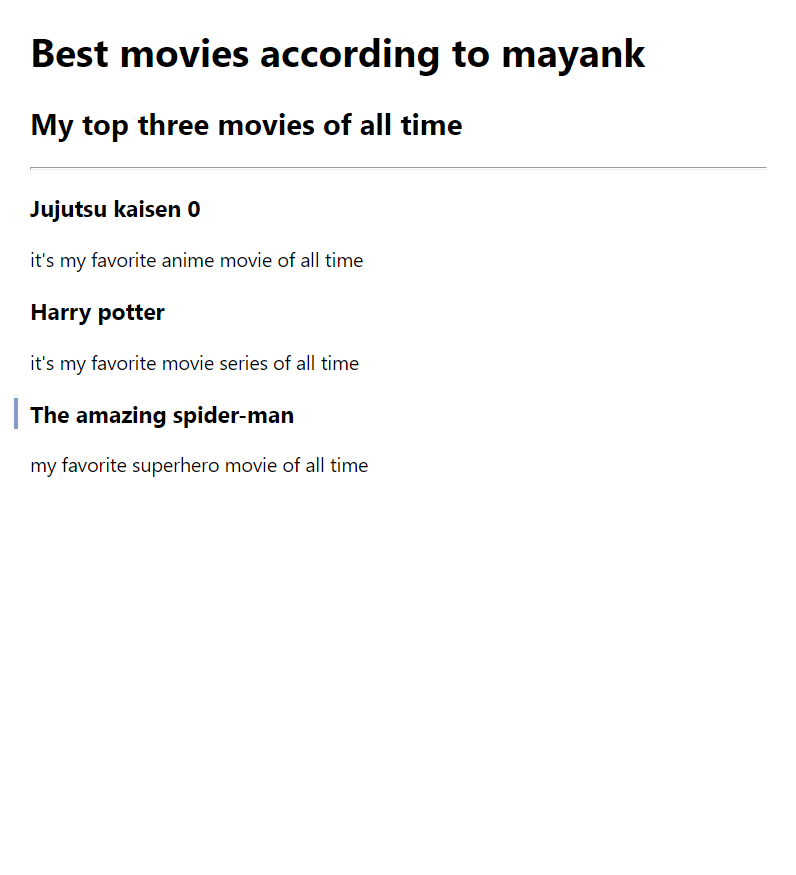 Best movies according to mayank
My top three movies of all time
Jujutsu kaisen 0
it's my favorite anime movie of all time
Harry potter
it's my favorite movie series of all time
The amazing spider-man
my favorite superhero movie of all time